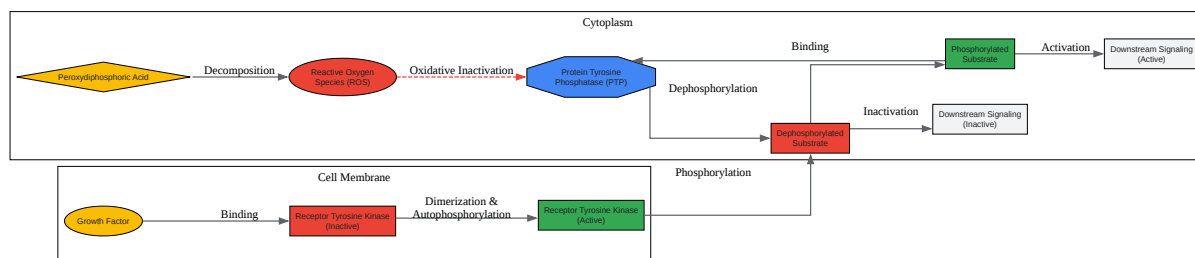 Cytoplasm
Peroxydiphosphoric Acid
Decomposition
Reactive Oxygen
Species (ROS)
Oxidative Inactivation
Protein Tyrosine
Phosphatase (PTP)
Binding
Phosphorylated
Substrate
Activation
Downstream Signaling
(Active)
Dephosphorylation
Dephosphorylated
Substrate
Inactivation
Downstream Signaling
(Inactive)
Phosphorylation
Cell Membrane
Growth Factor
Binding
Receptor Tyrosine Kinase
(Inactive)
Dimerization &
Autophosphorylation
Receptor Tyrosine Kinase
(Active)